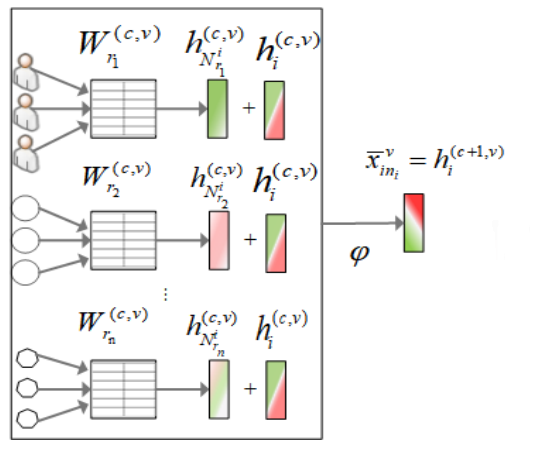 W_{r_1}^{(c,v)} h_{N_{r_1}^i}^{(c,v)} h_i^{(c,v)}
+
\overline{x}_{in_i}^v = h_i^{(c+1,v)}
W_{r_2}^{(c,v)} h_{N_{r_2}^i}^{(c,v)} h_i^{(c,v)}
+
φ
⋮
W_{r_n}^{(c,v)} h_{N_{r_n}^i}^{(c,v)} h_i^{(c,v)}
+